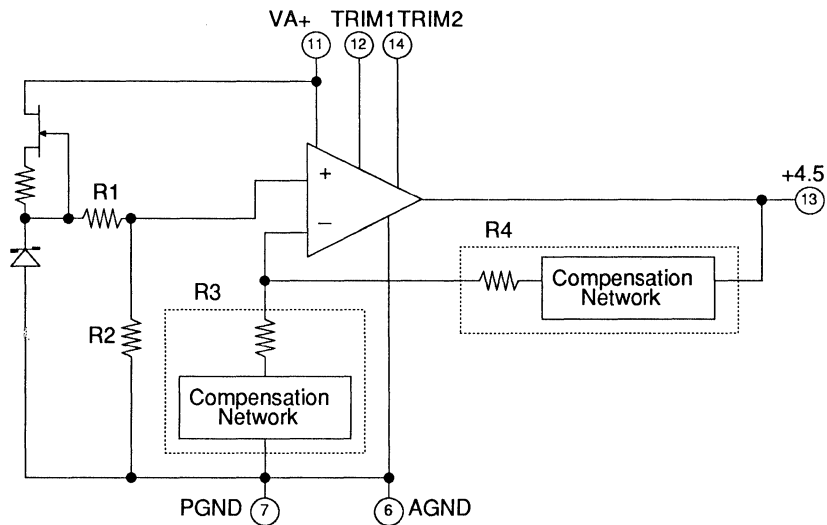 VA+ TRIM1 TRIM2
11 12 14
R1
+
−
+4.5
13
R4
Compensation
Network
R3
R2
Compensation
Network
PGND 7 6 AGND